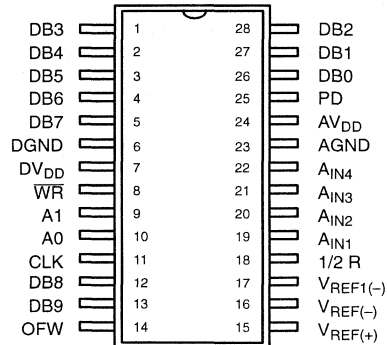 DB3 1 28 DB2
DB4 2 27 DB1
DB5 3 26 DB0
DB6 4 25 PD
DB7 5 24 AVDD
DGND 6 23 AGND
DVDD 7 22 AIN4
WR 8 21 AIN3
A1 9 20 AIN2
A0 10 19 AIN1
CLK 11 18 1/2 R
DB8 12 17 VREF1(–)
DB9 13 16 VREF(–)
OFW 14 15 VREF(+)